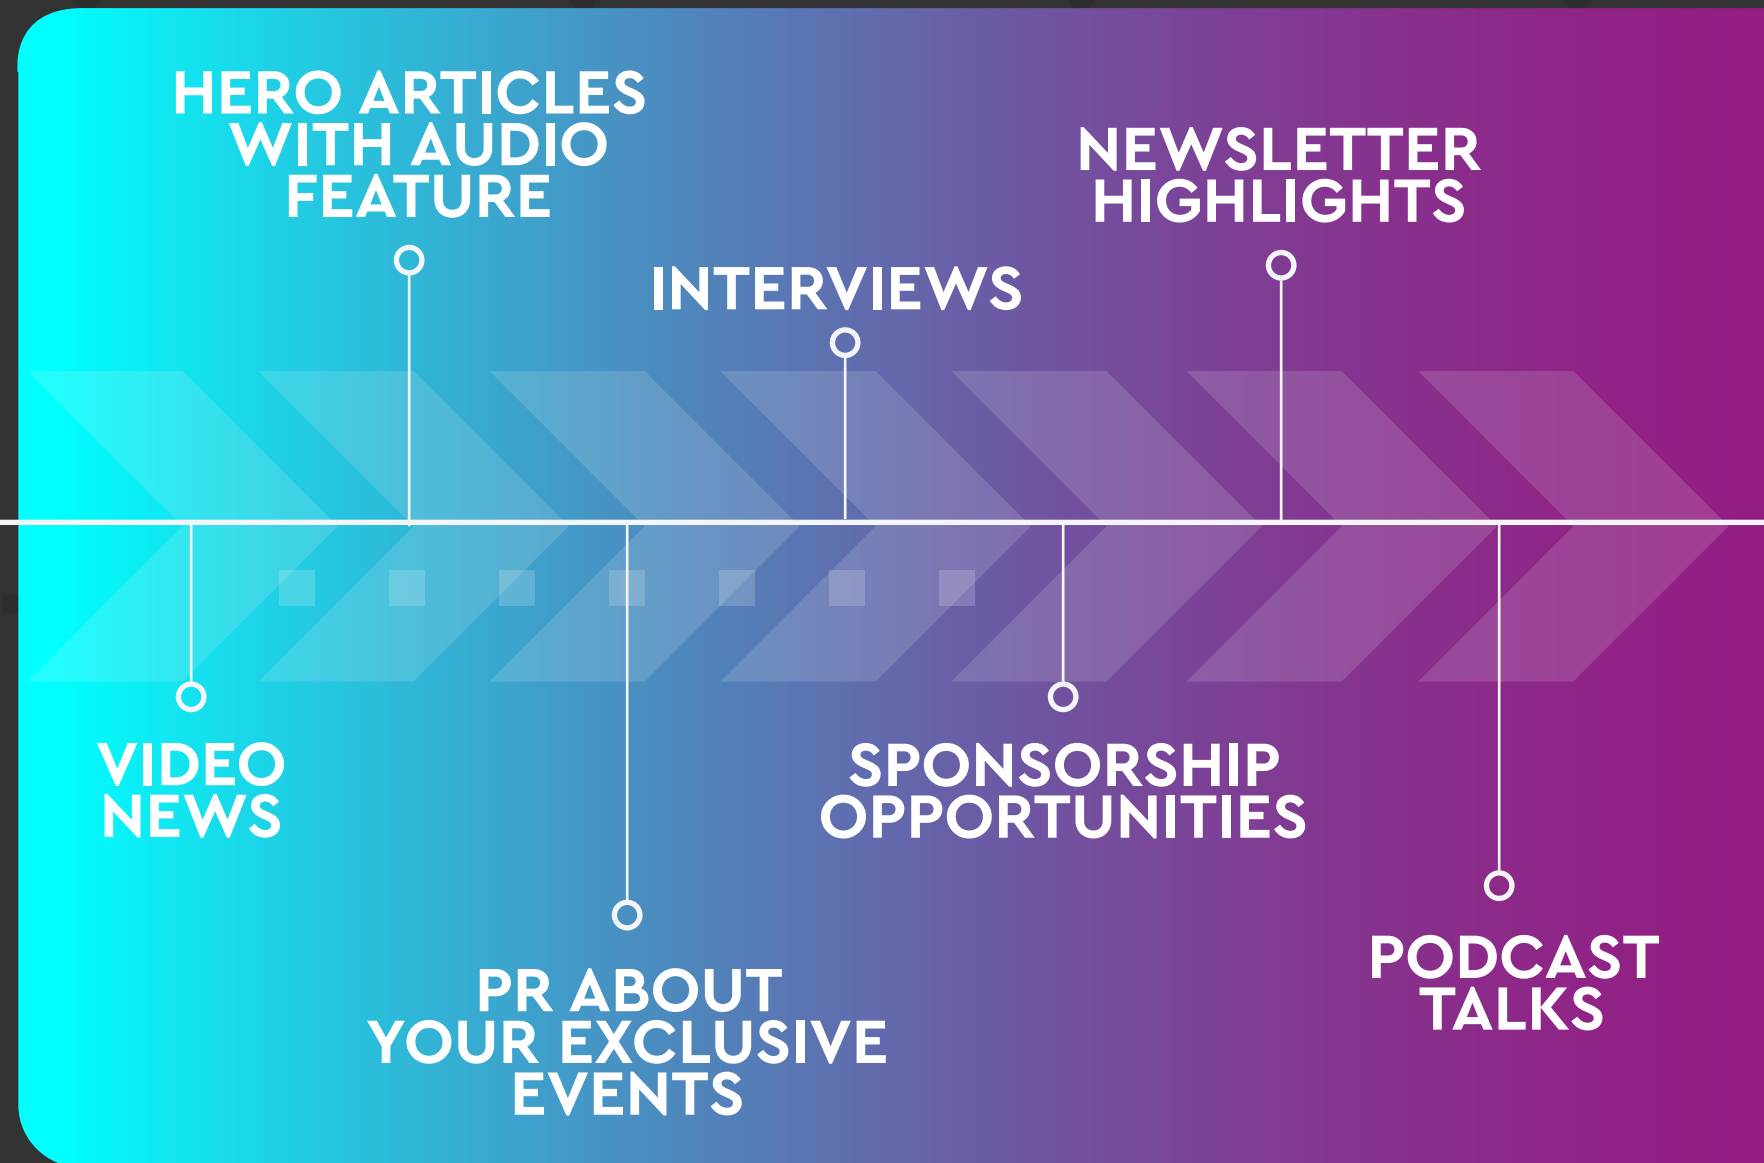 HERO ARTICLES
WITH AUDIO
FEATURE
NEWSLETTER
HIGHLIGHTS
INTERVIEWS
VIDEO
NEWS
SPONSORSHIP
OPPORTUNITIES
PR ABOUT
YOUR EXCLUSIVE
EVENTS
PODCAST
TALKS